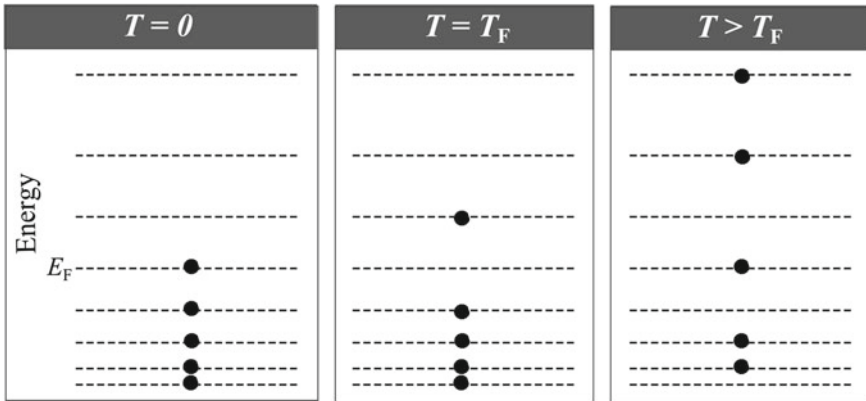 T = 0
T = T_F
T > T_F
Energy
E_F